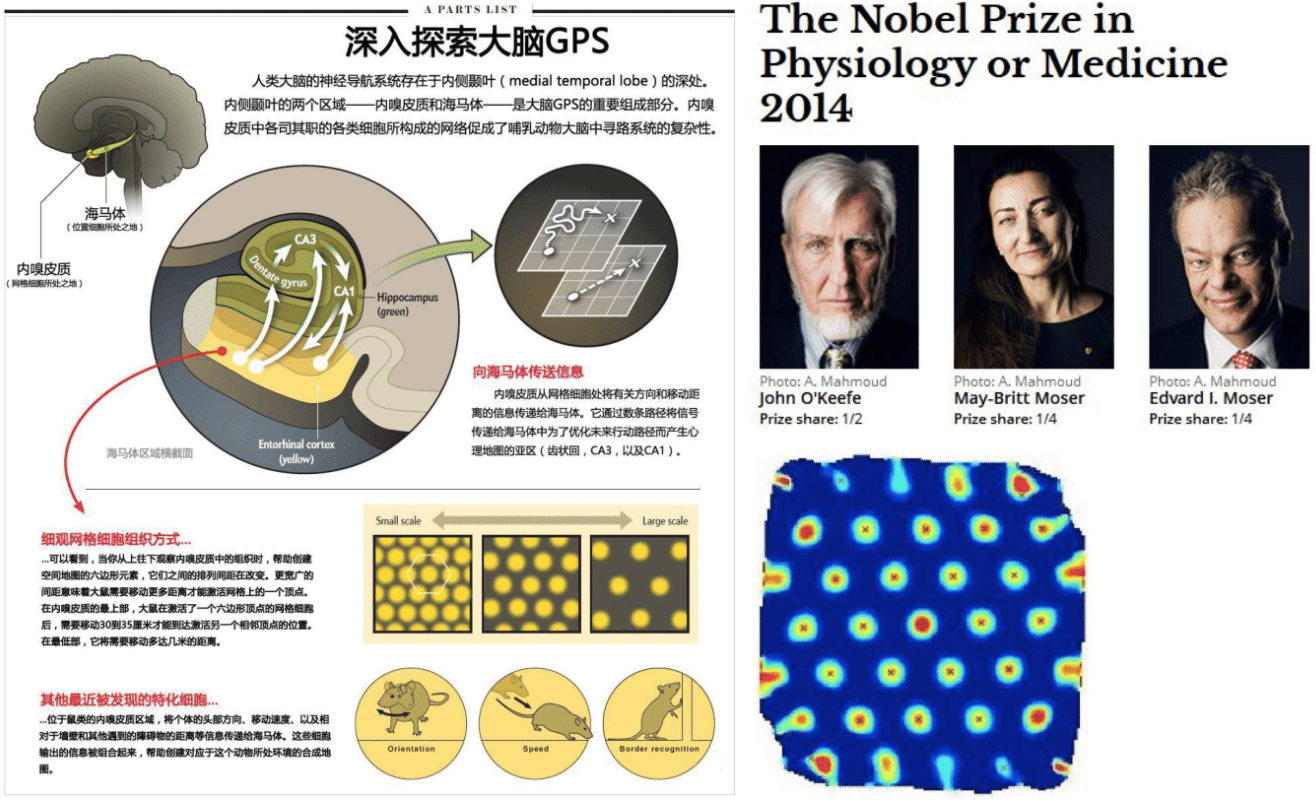 A PARTS LIST
深入探索大脑GPS
人类大脑的神经导航系统存在于内侧颞叶（medial temporal lobe）的深处。
内侧颞叶的两个区域——内嗅皮质和海马体——是大脑GPS的重要组成部分。内嗅
皮质中各司其职的各类细胞所构成的网络促成了哺乳动物大脑中寻路系统的复杂性。
海马体
（位置细胞所处之地）
内嗅皮质
（网格细胞所处之地）
CA3
Dentate gyrus
CA1
Hippocampus
(green)
Entorhinal cortex
(yellow)
海马体区域横截面
X
X
向海马体传送信息
内嗅皮质从网格细胞处将有关方向和移动距
离的信息传递给海马体。它通过数条路径将信号
传递给海马体中为了优化未来行动路径而产生心
理地图的亚区（齿状回，CA3，以及CA1）。
细观网格细胞组织方式...
...可以看到，当你从上往下观察内嗅皮质中的组织时，帮助创建
空间地图的六边形元素，它们之间的排列间距在改变。更宽广的
间距意味着大鼠需要移动更多距离才能激活网格上的一个顶点。
在内嗅皮质的最上部，大鼠在激活了一个六边形顶点的网格细胞
后，需要移动30到35厘米才能到达激活另一个相邻顶点的位置。
在最低部，它将需要移动多达几米的距离。
Small scale
Large scale
其他最近被发现的特化细胞...
...位于鼠类的内嗅皮质区域，将个体的头部方向、移动速度、以及相
对于墙壁和其他遇到的障碍物的距离等信息传递给海马体。这些细胞
输出的信息被组合起来，帮助创建对应于这个动物所处环境的合成地
图。
Orientation
Speed
Border recognition
The Nobel Prize in
Physiology or Medicine
2014
Photo: A. Mahmoud
John O'Keefe
Prize share: 1/2
Photo: A. Mahmoud
May-Britt Moser
Prize share: 1/4
Photo: A. Mahmoud
Edvard I. Moser
Prize share: 1/4